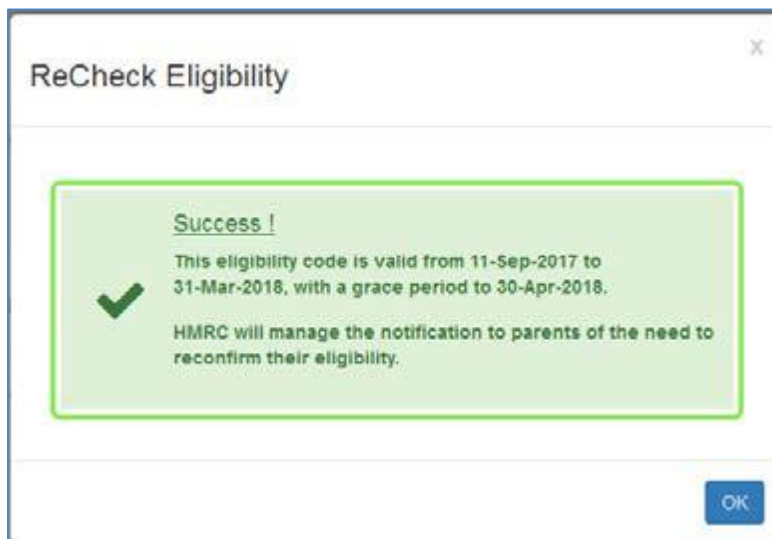 X
ReCheck Eligibility
Success !
This eligibility code is valid from 11-Sep-2017 to
31-Mar-2018, with a grace period to 30-Apr-2018.
HMRC will manage the notification to parents of the need to
reconfirm their eligibility.
OK